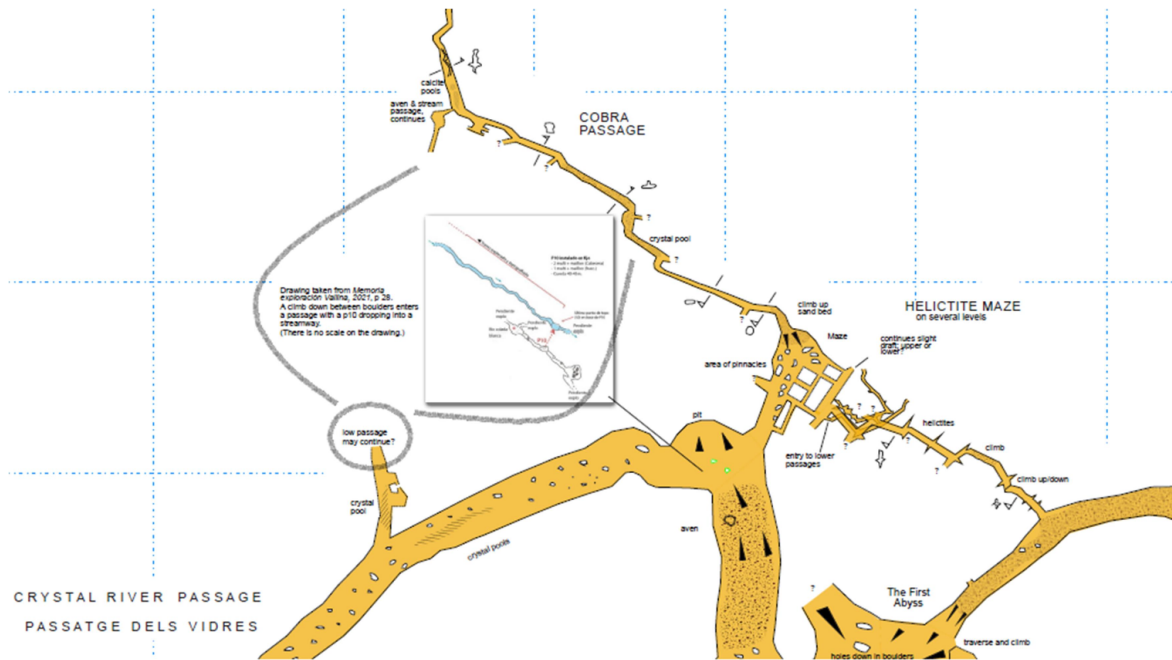 calcite
pools
aven & stream
passage,
continues
COBRA
PASSAGE
?
?
?
?
crystal pool
?
Drawing taken from Memoria
exploración Vallina, 2021, p 28.
A climb down between boulders enters
a passage with a p10 dropping into a
streamway.
(There is no scale on the drawing.)
P10
climb up
sand bed
HELICTITE MAZE
on several levels
Maze
continues slight
draft; upper or
lower?
area of pinnacles
pit
?
?
?
?
?
helictites
entry to lower
passages
climb
climb up/down
low passage
may continue?
crystal
pool
crystal pools
aven
CRYSTAL RIVER PASSAGE
PASSATGE DELS VIDRES
?
The First
Abyss
traverse and climb
holes down in boulders